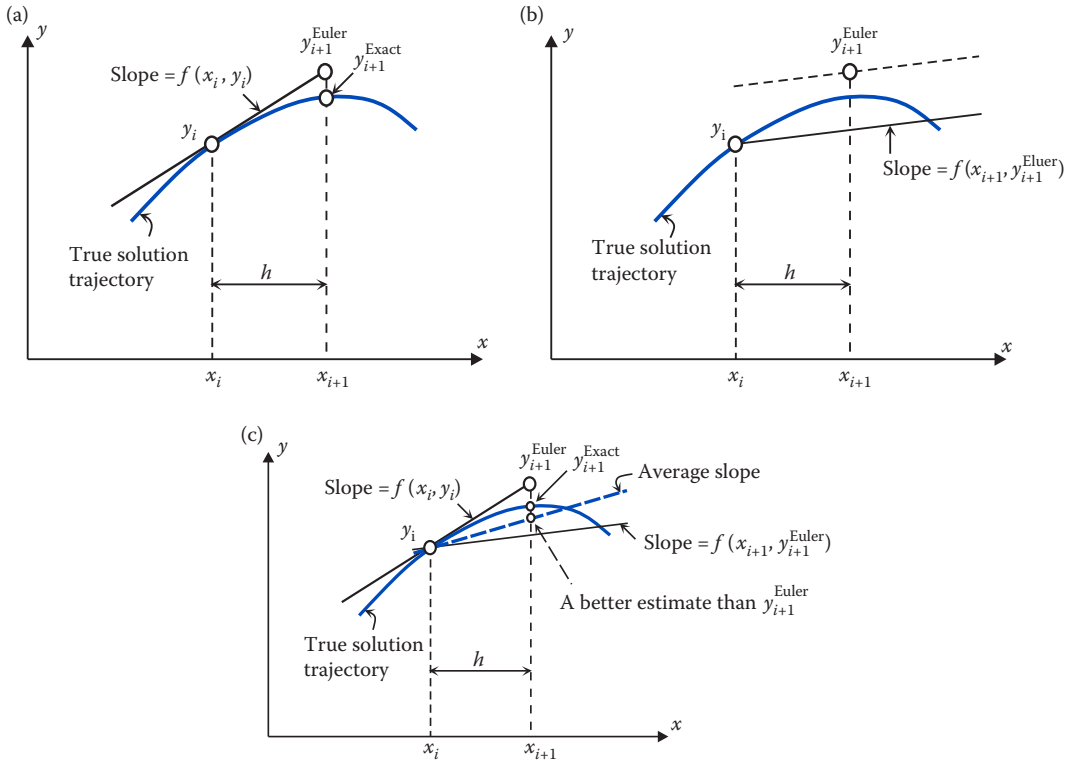 (a)
y
y_{i+1}^{Euler}
y_{i+1}^{Exact}
Slope = f (x_i, y_i)
y_i
True solution
trajectory
h
x
x_i
x_{i+1}
(b)
y
y_{i+1}^{Euler}
y_i
Slope = f(x_{i+1}, y_{i+1}^{Eluer})
True solution
trajectory
h
x
x_i
x_{i+1}
(c)
y
y_{i+1}^{Euler}
y_{i+1}^{Exact}
Average slope
Slope = f (x_i, y_i)
y_i
Slope = f (x_{i+1}, y_{i+1}^{Euler})
A better estimate than y_{i+1}^{Euler}
True solution
trajectory
h
x
x_i
x_{i+1}